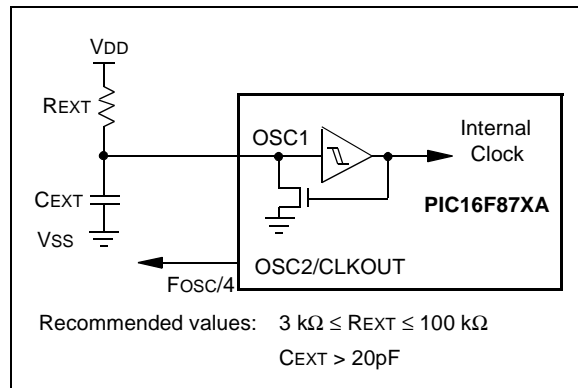 VDD
REXT
OSC1
Internal
Clock
CEXT
PIC16F87XA
VSS
OSC2/CLKOUT
FOSC/4
Recommended values: 3 kΩ ≤ REXT ≤ 100 kΩ
CEXT > 20pF